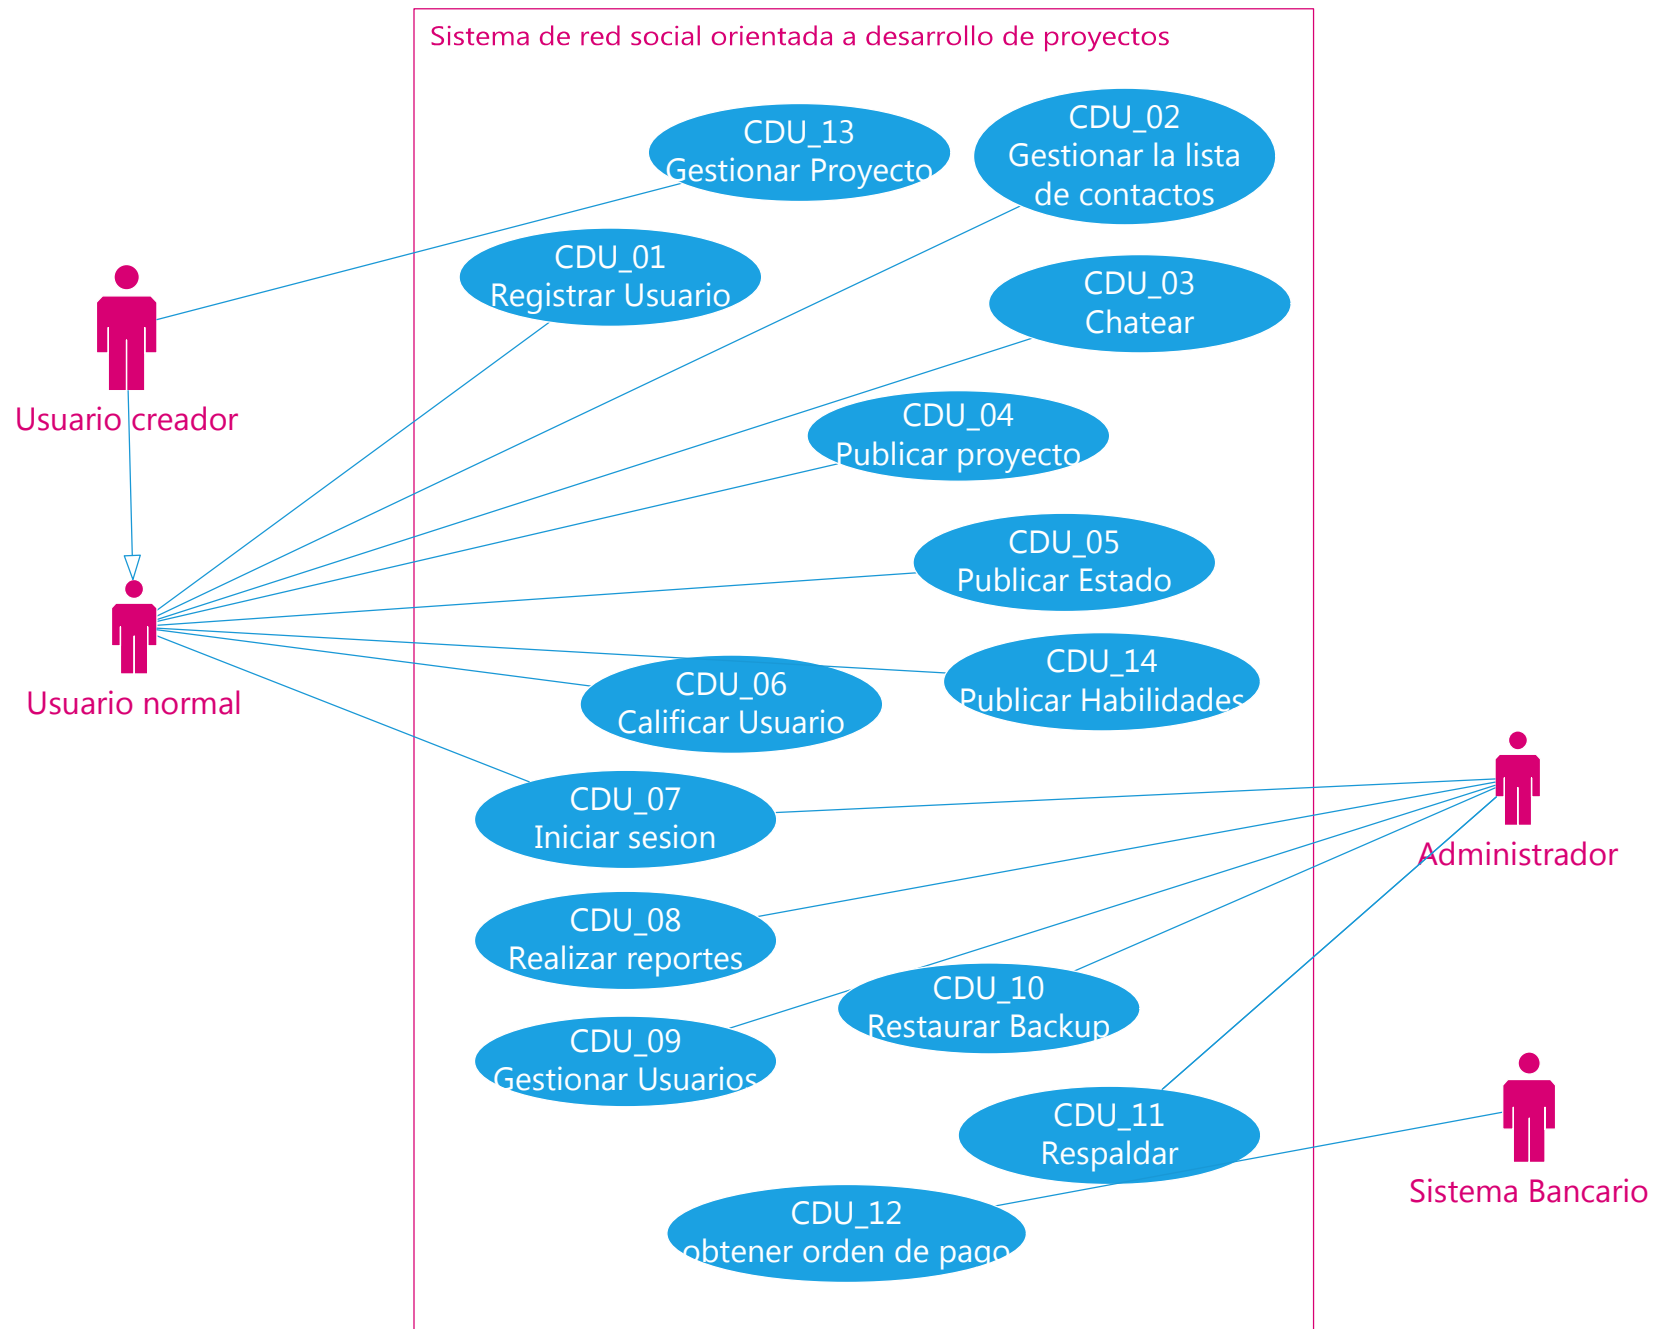 Sistema de red social orientada a desarrollo de proyectos
CDU_13
Gestionar Proyecto
CDU_02
Gestionar la lista
de contactos
CDU_01
Registrar Usuario
CDU_03
Chatear
Usuario creador
CDU_04
Publicar proyecto
CDU_05
Publicar Estado
Usuario normal
CDU_14
Publicar Habilidades
CDU_06
Calificar Usuario
CDU_07
Iniciar sesion
Administrador
CDU_08
Realizar reportes
CDU_10
Restaurar Backup
CDU_09
Gestionar Usuarios
CDU_11
Respaldar
Sistema Bancario
CDU_12
obtener orden de pago